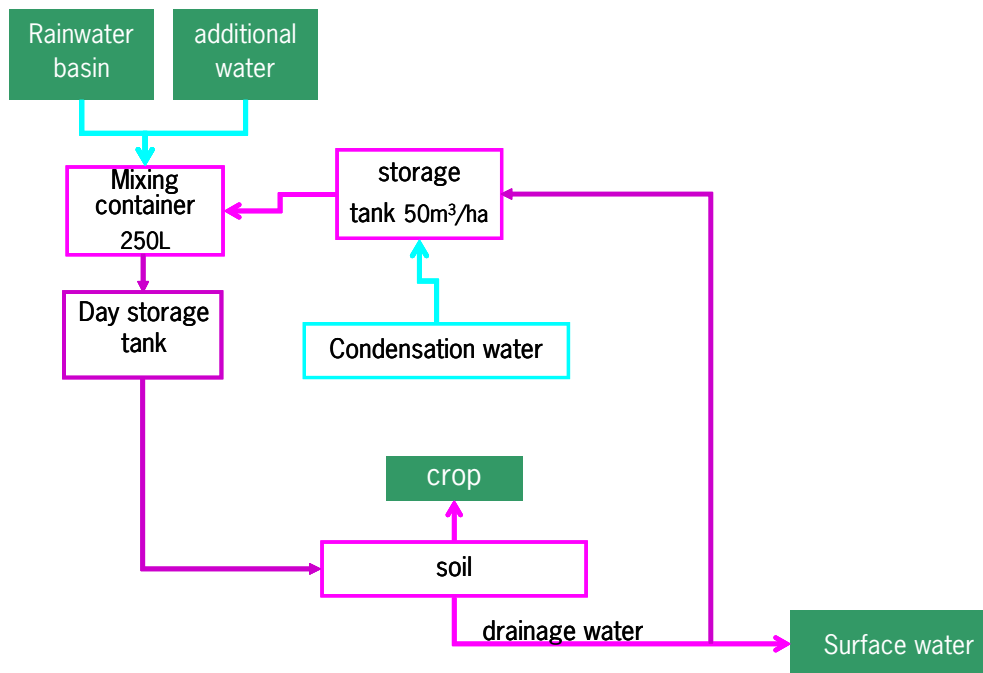 Rainwater
basin
additional
water
Mixing
container
250L
storage
tank 50m³/ha
Day storage
tank
Condensation water
crop
soil
drainage water
Surface water